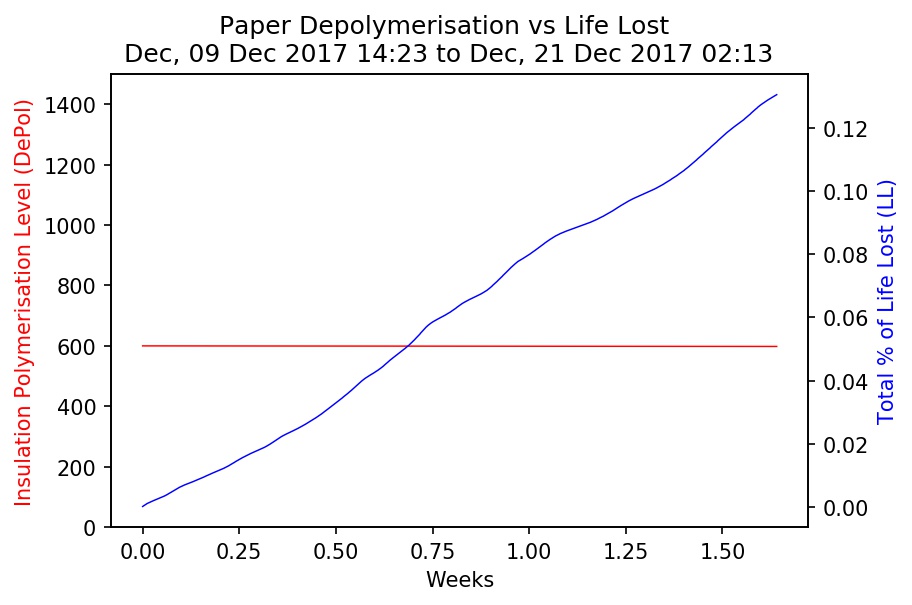 Paper Depolymerisation vs Life Lost
Dec, 09 Dec 2017 14:23 to Dec, 21 Dec 2017 02:13
Insulation Polymerisation Level (DePol)
1400
1200
1000
800
600
400
200
0
0.12
0.10
0.08
0.06
0.04
0.02
0.00
Total % of Life Lost (LL)
0.00 0.25 0.50 0.75 1.00 1.25 1.50
Weeks